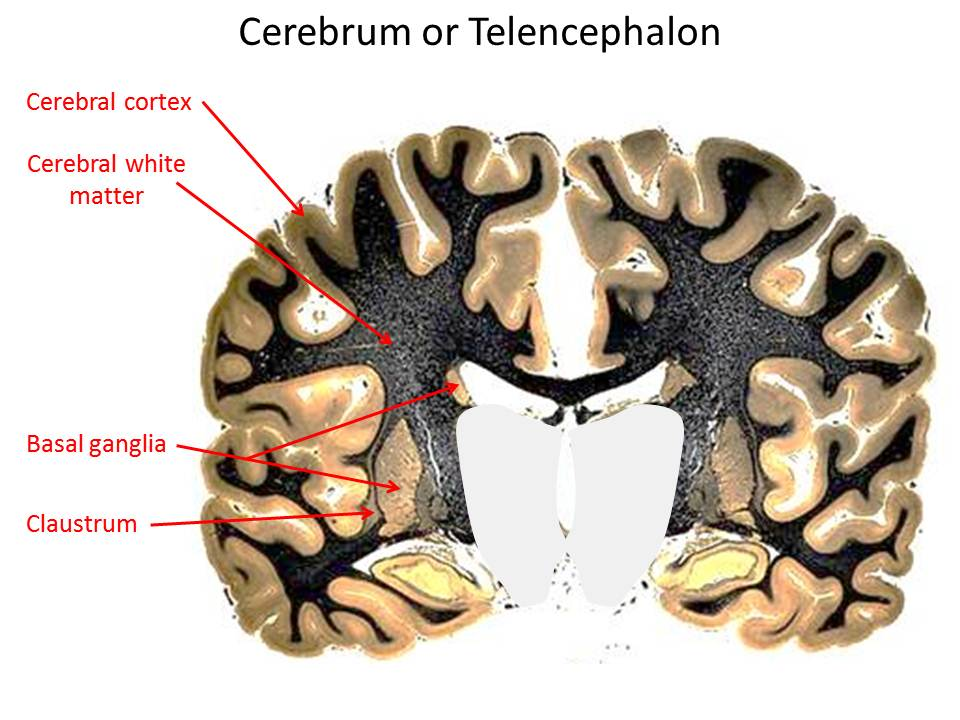 Cerebrum or Telencephalon
Cerebral cortex
Cerebral white
matter
Basal ganglia
Claustrum